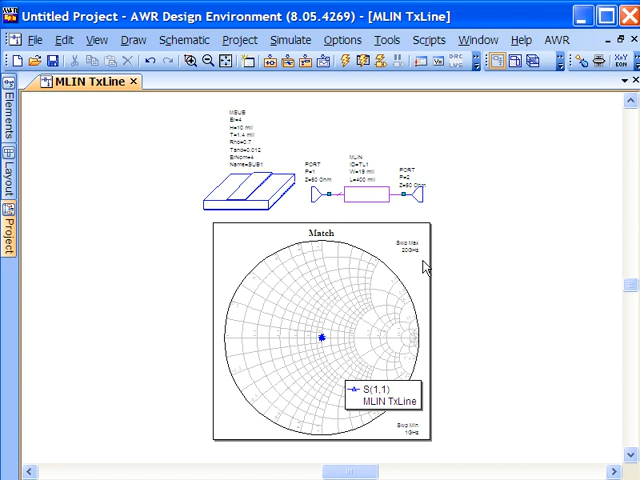 Untitled Project - AWR Design Environment (8.05.4269) - [MLIN TxLine]
File Edit View Draw Schematic Project Simulate Options Tools Scripts Window Help AWR
MLIN TxLine
Elements
Layout
Project
MSUB
Er=4
H=10 mil
T=1.4 mil
Rho=0.7
Tand=0.012
ErNom=4
Name=SUB1
PORT
P=1
Z=50 Ohm
MLIN
ID=TL1
W=19 mil
L=400 mil
PORT
P=2
Z=50 Ohm
Match
Swp Max
20GHz
S(1,1)
MLIN TxLine
Swp Min
1GHz